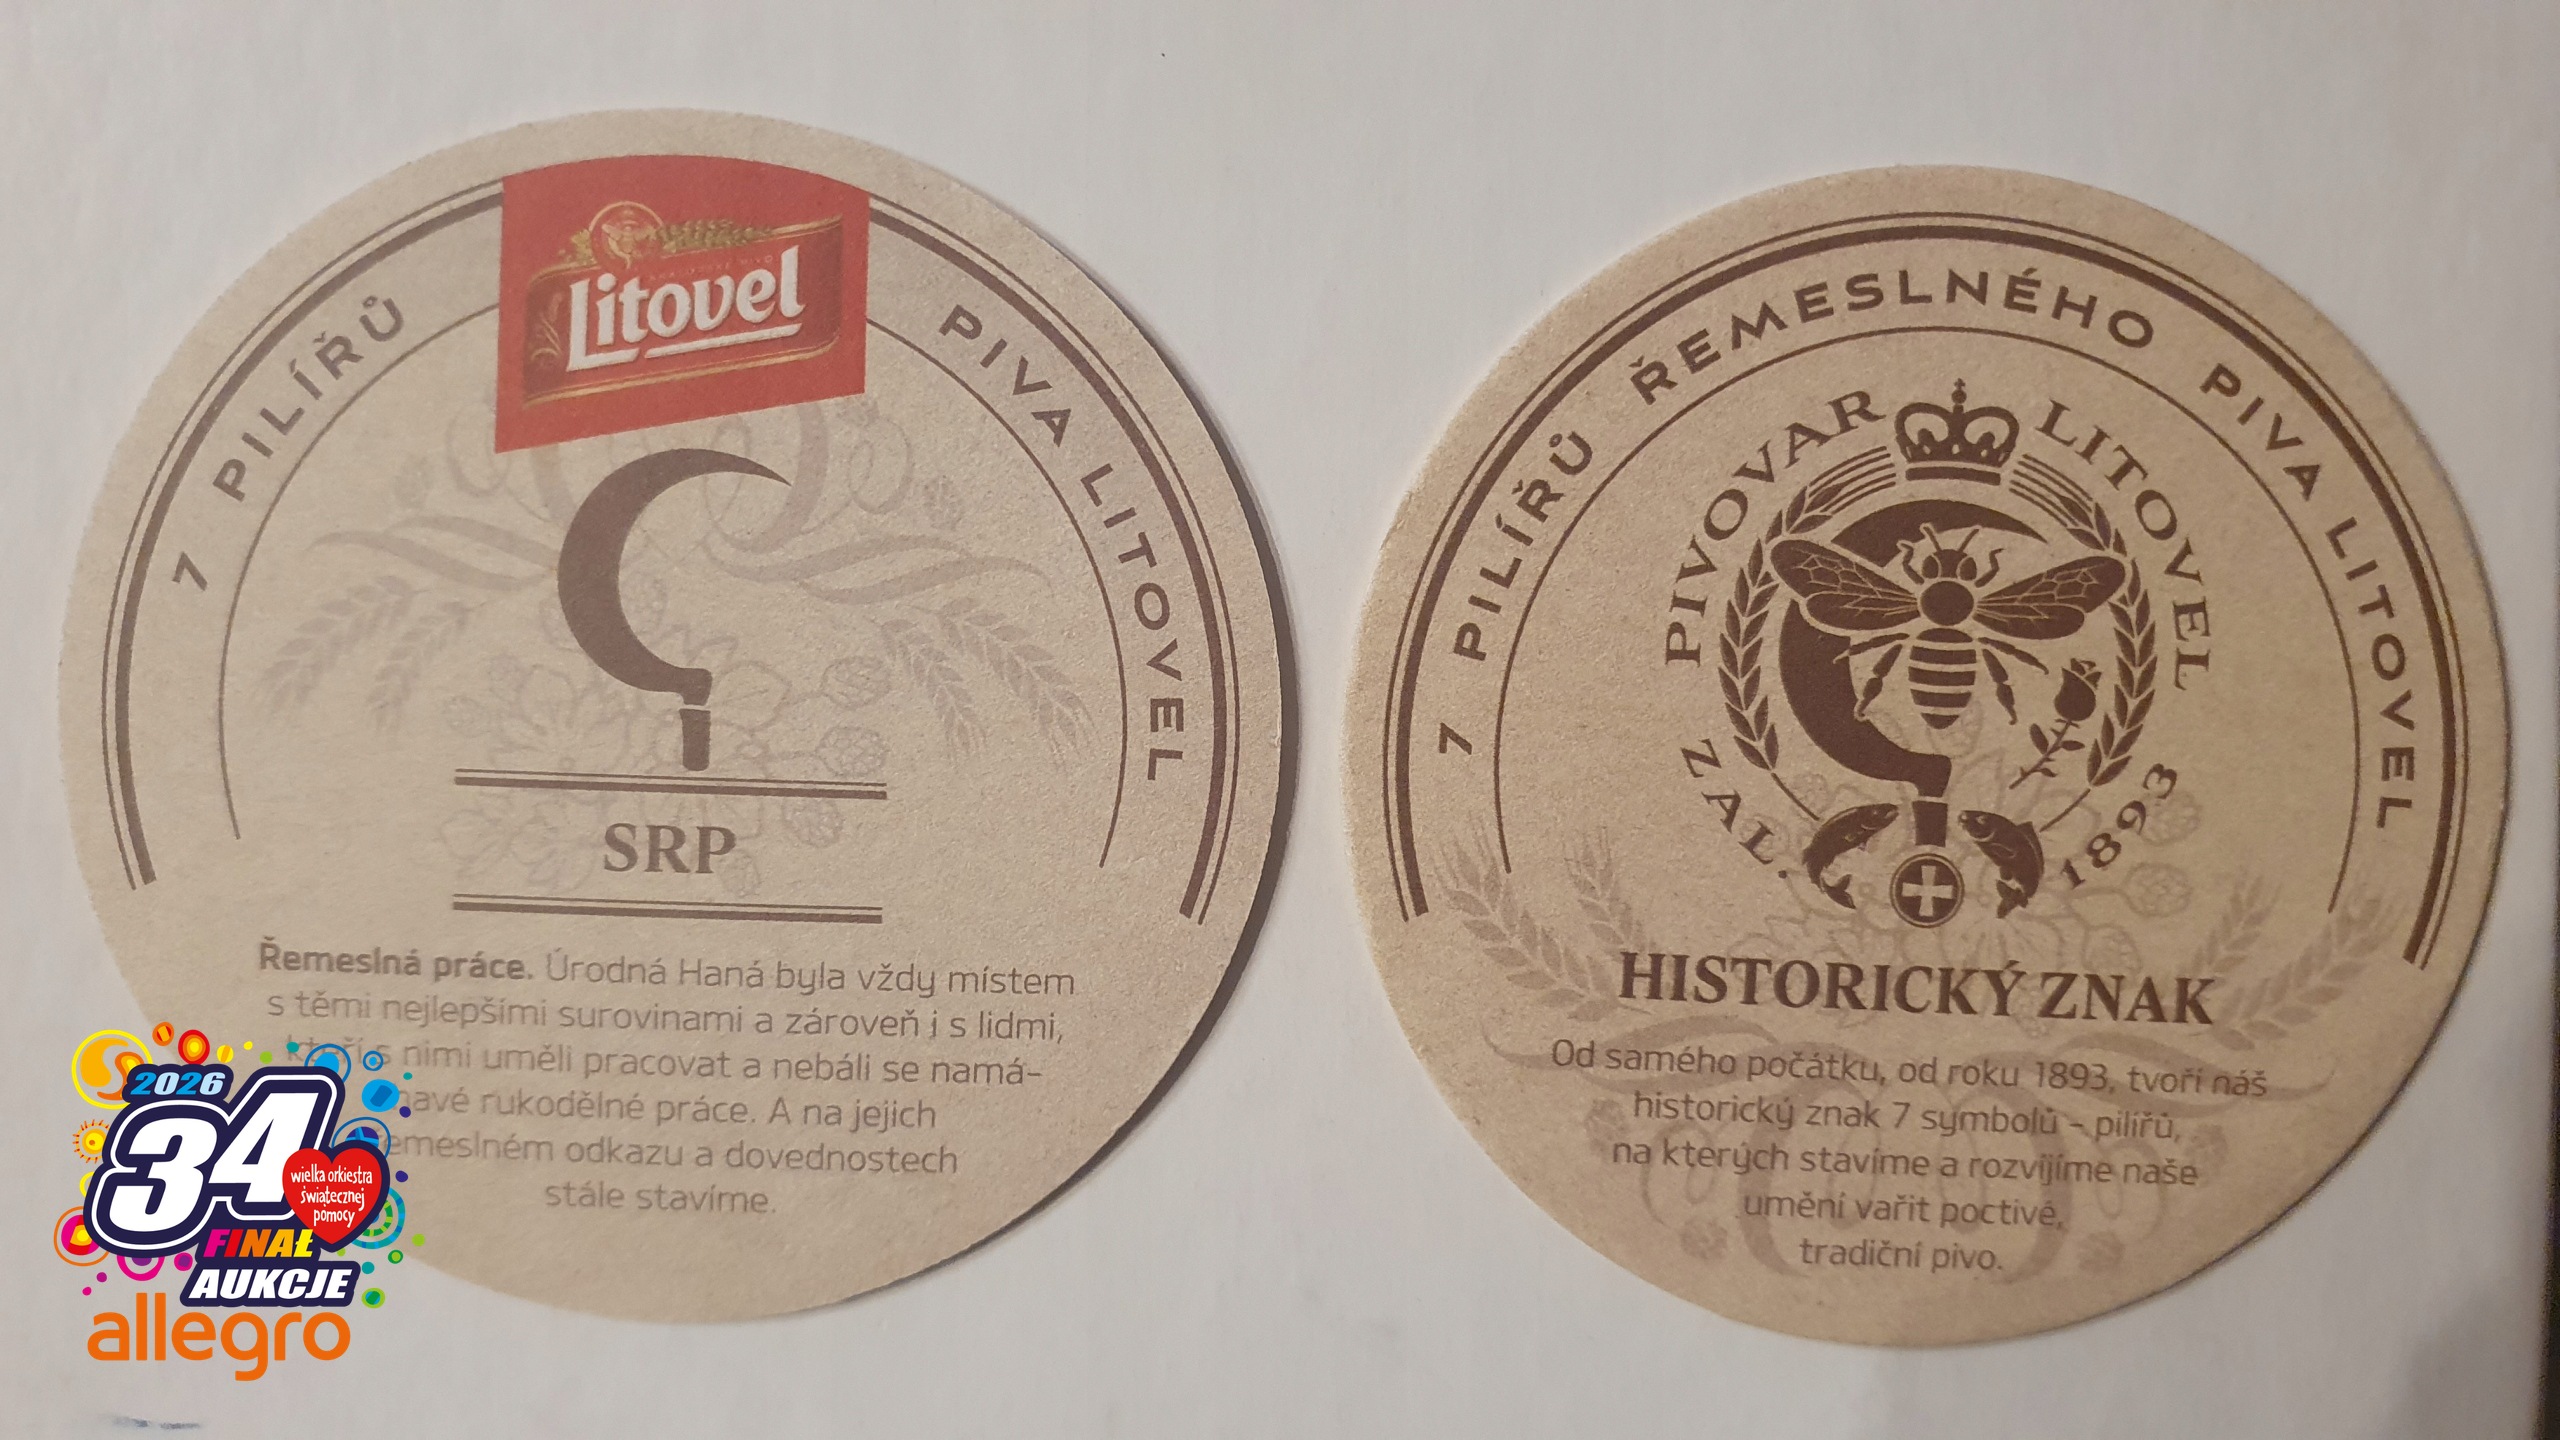 7 PILÍŘŮ
Litovel
PIVA LITOVEL
SRP
Řemeslná práce. Úrodná Haná byla vždy místem
s těmi nejlepšími surovinami a zároveň i s lidmi,
kteří s nimi uměli pracovat a nebáli se namá-
havé rukodělné práce. A na jejich
řemeslném odkazu a dovednostech
stále stavíme.
7 PILÍŘŮ ŘEMESLNÉHO PIVA LITOVEL
PIVOVAR LITOVEL
ZAL. 1893
HISTORICKÝ ZNAK
Od samého počátku, od roku 1893, tvoří náš
historický znak 7 symbolů – pilířů,
na kterých stavíme a rozvíjíme naše
umění vařit poctivé,
tradiční pivo.
2026
34
wielka orkiestra
świątecznej
pomocy
FINAŁ
AUKCJE
allegro